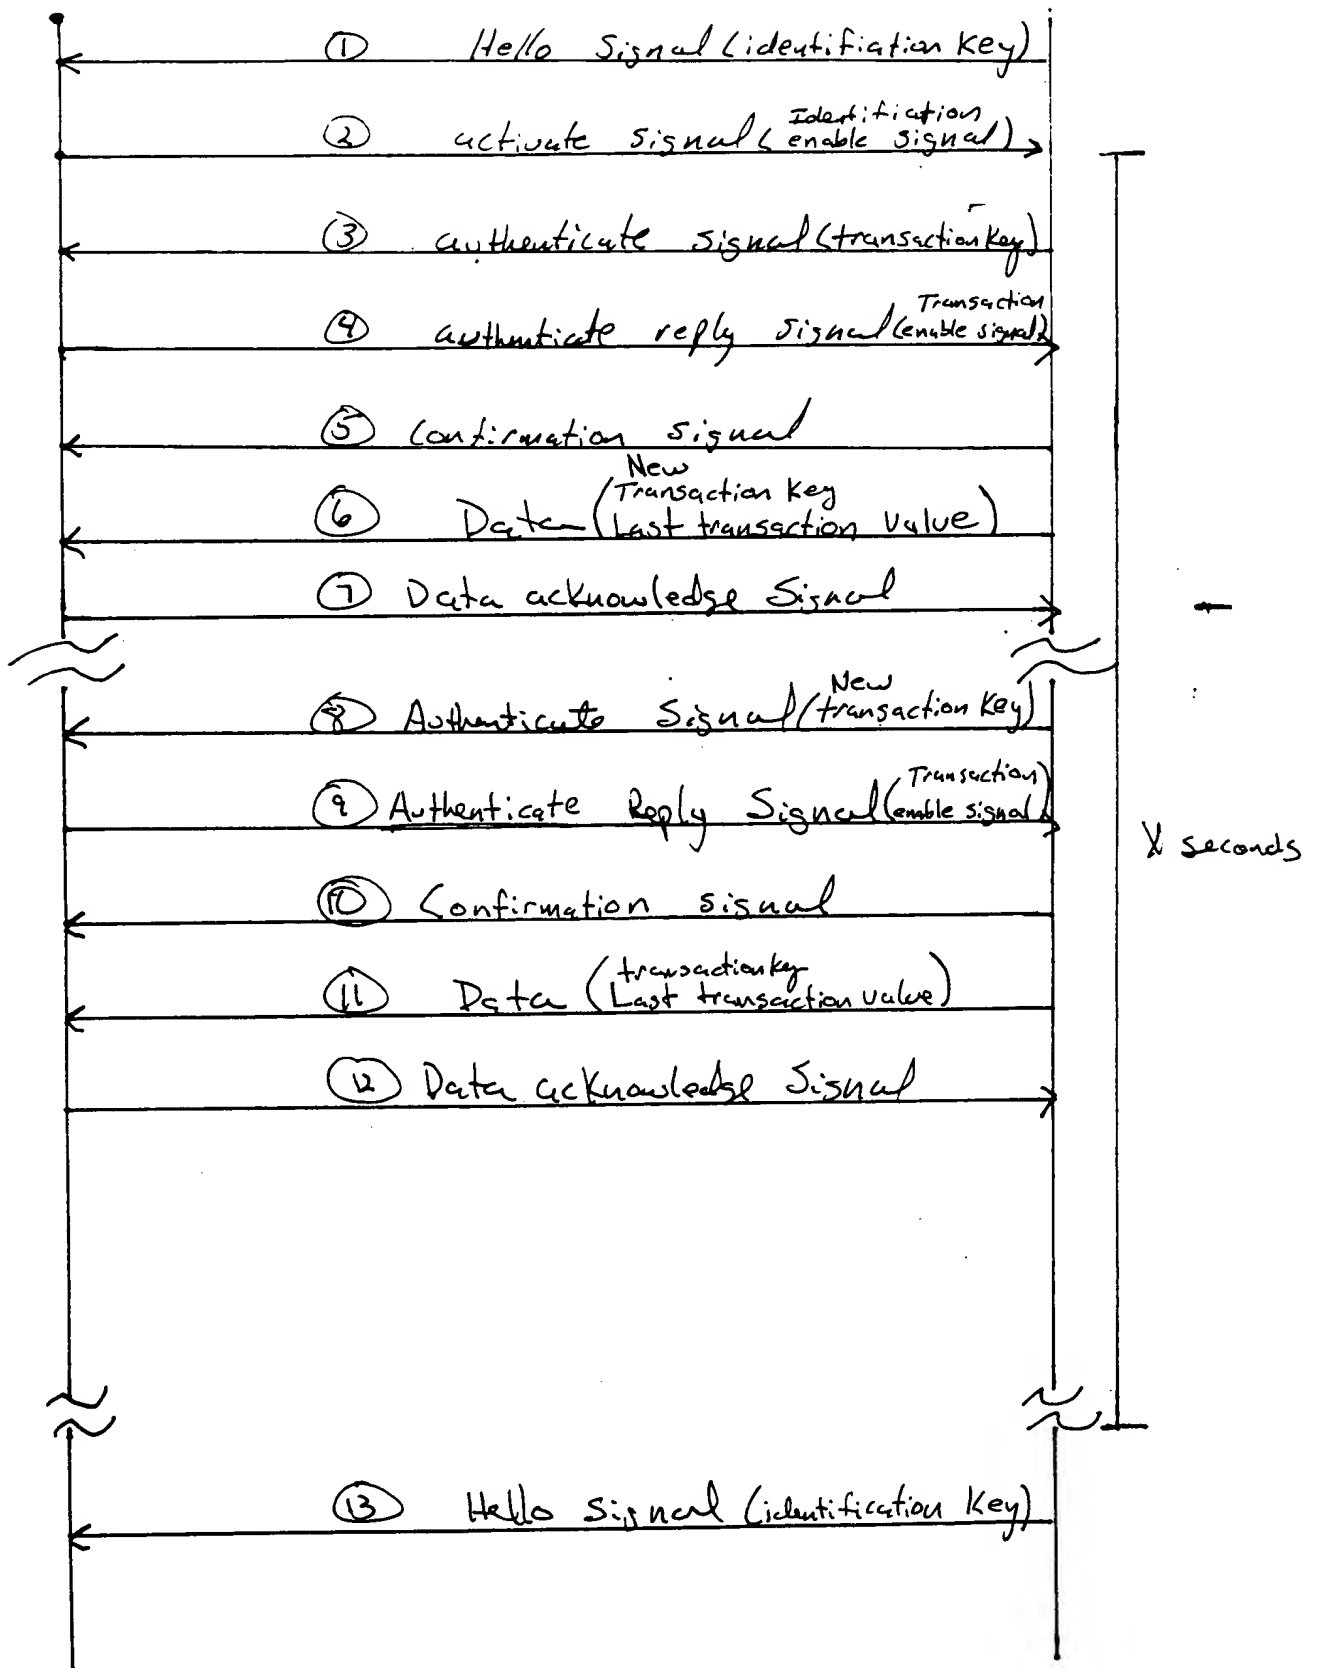 ① Hello Signal (identifiation Key)
② activate signal (Identifiation
enable signal)
③ authenticate signal (transaction Key)
④ authenticate reply signal (Transaction
enable signal)
⑤ Confirmation signal
⑥ Data (New
Transaction Key
Last transaction value)
⑦ Data acknowledge Signal
⑧ Authenticate Signal (New
transaction Key)
⑨ Authenticate Reply Signal (Transaction
enable signal)
⑩ Confirmation signal
⑪ Data (transaction key
Last transaction value)
⑫ Data acknowledge Signal
⑬ Hello Signal (identification Key)
X seconds